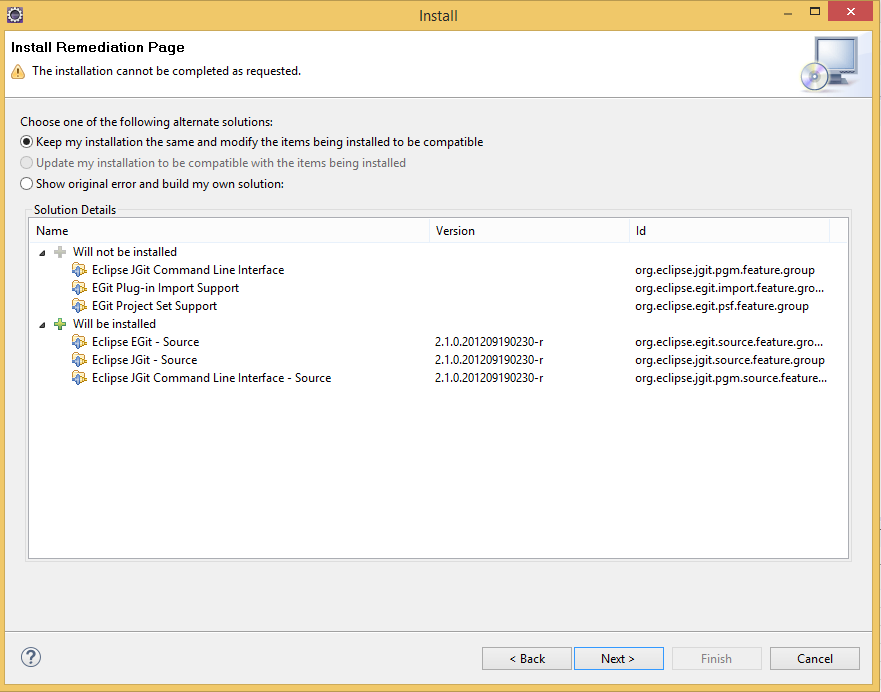 Install
Install Remediation Page
The installation cannot be completed as requested.
Choose one of the following alternate solutions:
Keep my installation the same and modify the items being installed to be compatible
Update my installation to be compatible with the items being installed
Show original error and build my own solution:
Solution Details
Name Version Id
Will not be installed
Eclipse JGit Command Line Interface org.eclipse.jgit.pgm.feature.group
EGit Plug-in Import Support org.eclipse.egit.import.feature.gro...
EGit Project Set Support org.eclipse.egit.psf.feature.group
Will be installed
Eclipse EGit - Source 2.1.0.201209190230-r org.eclipse.egit.source.feature.gro...
Eclipse JGit - Source 2.1.0.201209190230-r org.eclipse.jgit.source.feature.group
Eclipse JGit Command Line Interface - Source 2.1.0.201209190230-r org.eclipse.jgit.pgm.source.feature...
? < Back Next > Finish Cancel